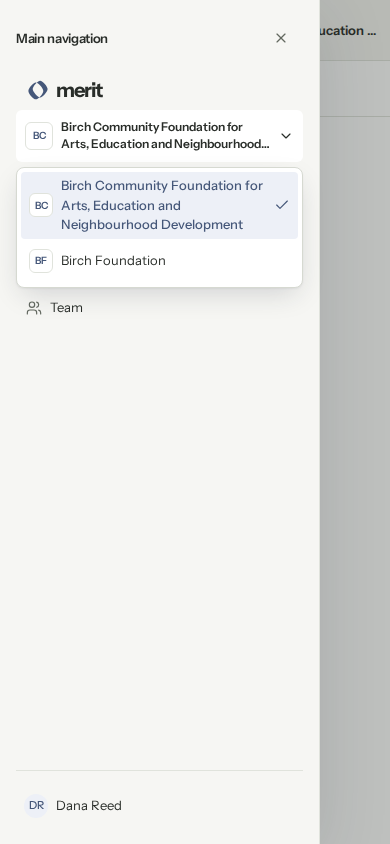 Main navigation
ucation ...
merit
BC
Birch Community Foundation for
Arts, Education and Neighbourhood...
BC
Birch Community Foundation for
Arts, Education and
Neighbourhood Development
BF
Birch Foundation
Team
DR
Dana Reed